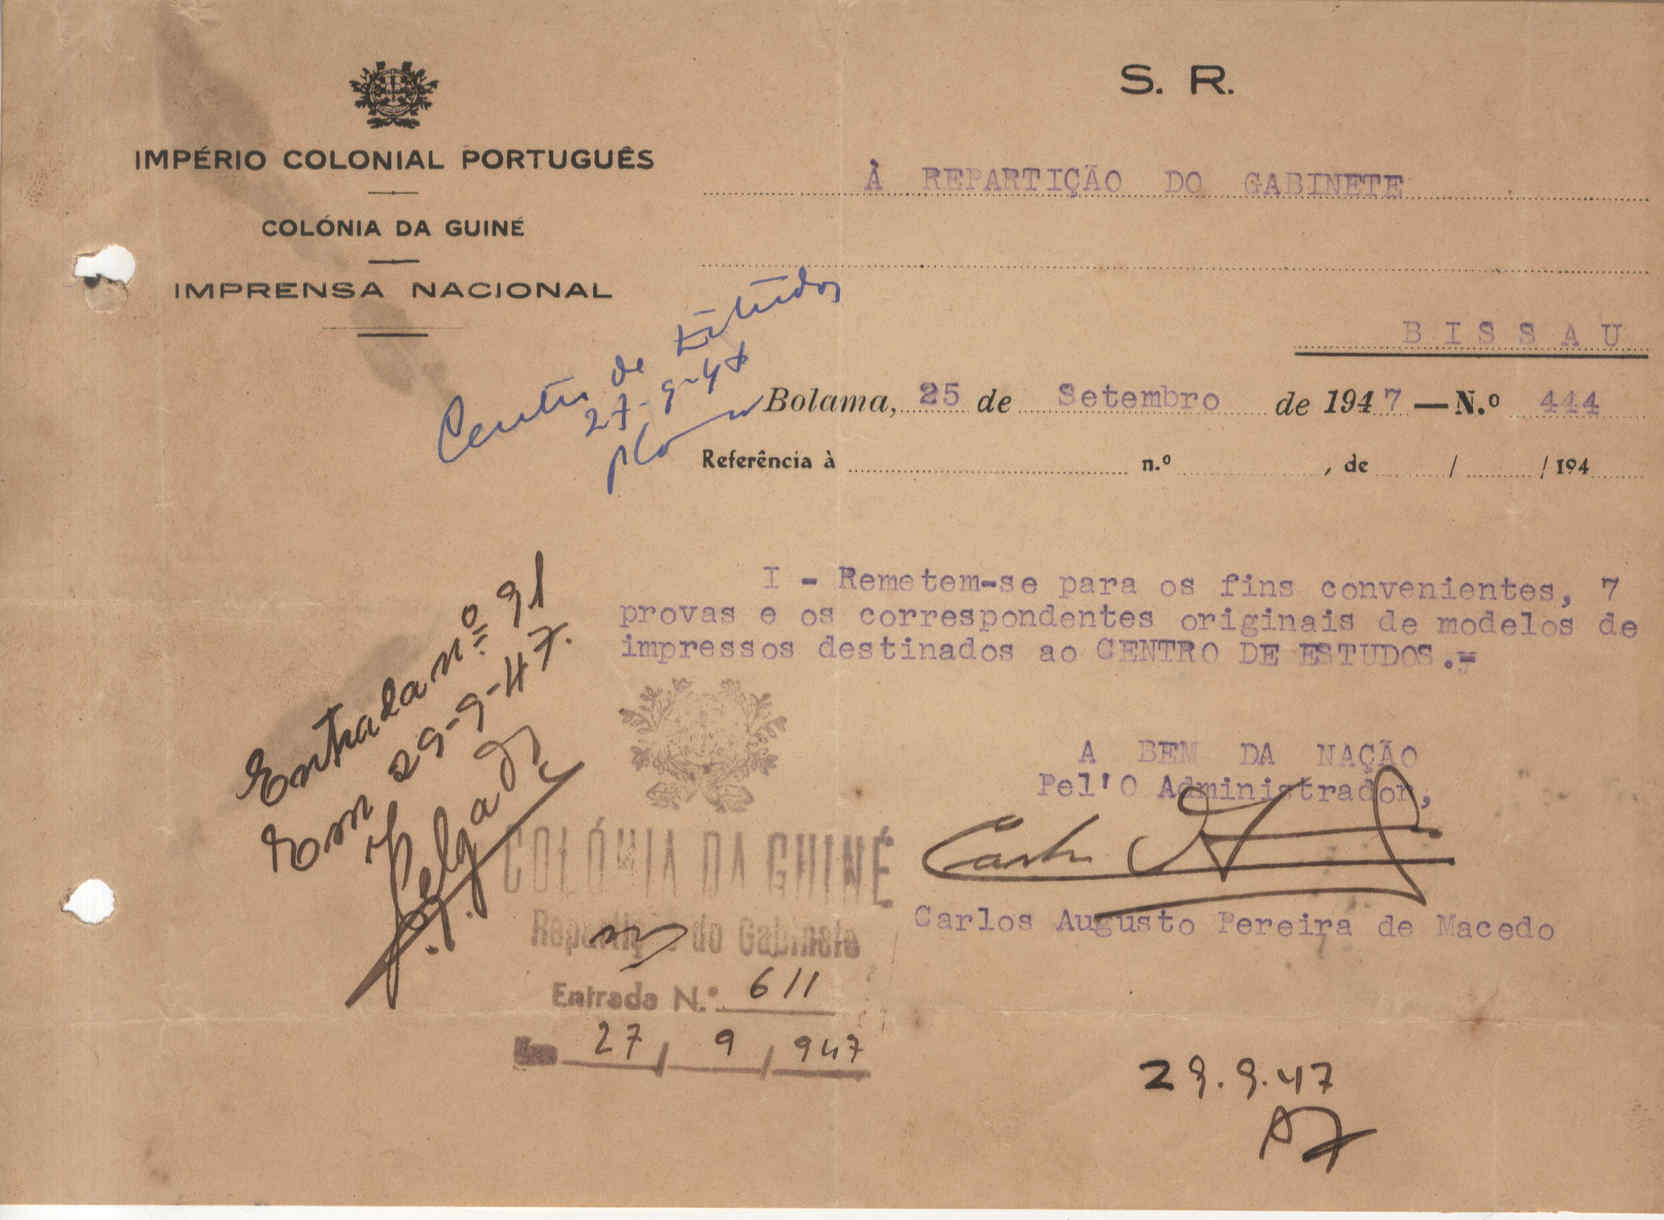 S. R.
IMPÉRIO COLONIAL PORTUGUÊS
COLÓNIA DA GUINÉ
IMPRENSA NACIONAL
À REPARTIÇÃO DO GABINETE
BISSAU
Centro de Estudos
27-9-47
Bolama, 25 de Setembro de 1947 — N.º 444
Referência à n.º , de / / 194
I - Remetem-se para os fins convenientes, 7
provas e os correspondentes originais de modelos de
impressos destinados ao CENTRO DE ESTUDOS.=
Entrada nº 91
Em 29-9-47.
A BEM DA NAÇÃO
Pel'O Administrador,
Carlos Augusto Pereira de Macedo
COLÓNIA DA GUINÉ
Repartição do Gabinete
Entrada N.º 611
Em 27/9/947
29.9.47